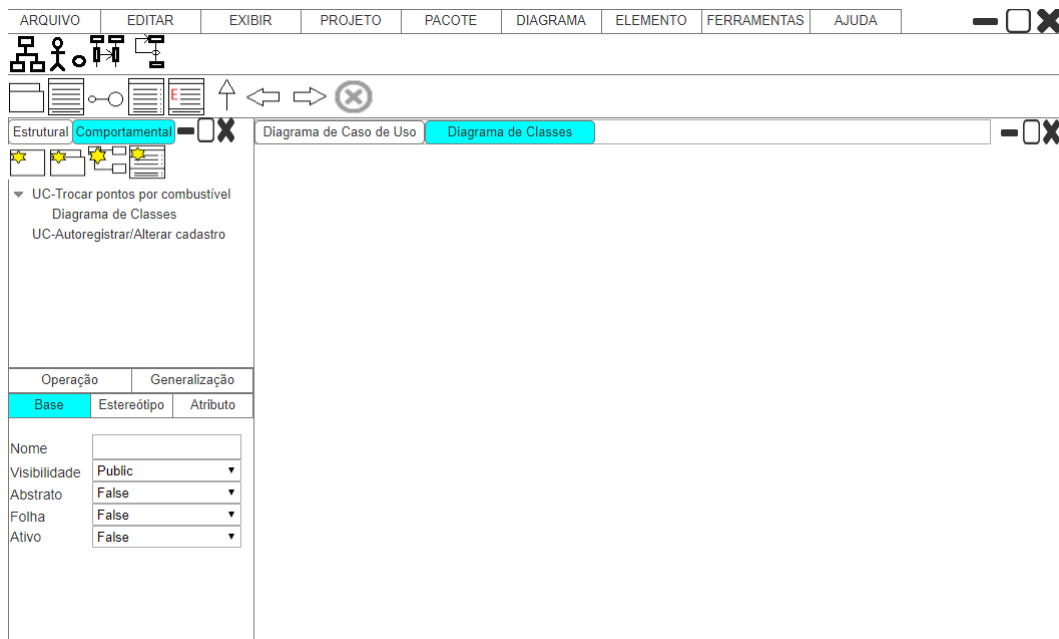 ARQUIVO EDITAR EXIBIR PROJETO PACOTE DIAGRAMA ELEMENTO FERRAMENTAS AJUDA
E
Estrutural Comportamental Diagrama de Caso de Uso Diagrama de Classes
UC-Trocar pontos por combustível
Diagrama de Classes
UC-Autoregistrar/Alterar cadastro
Operação Generalização
Base Estereótipo Atributo
Nome
Visibilidade Public
Abstrato False
Folha False
Ativo False